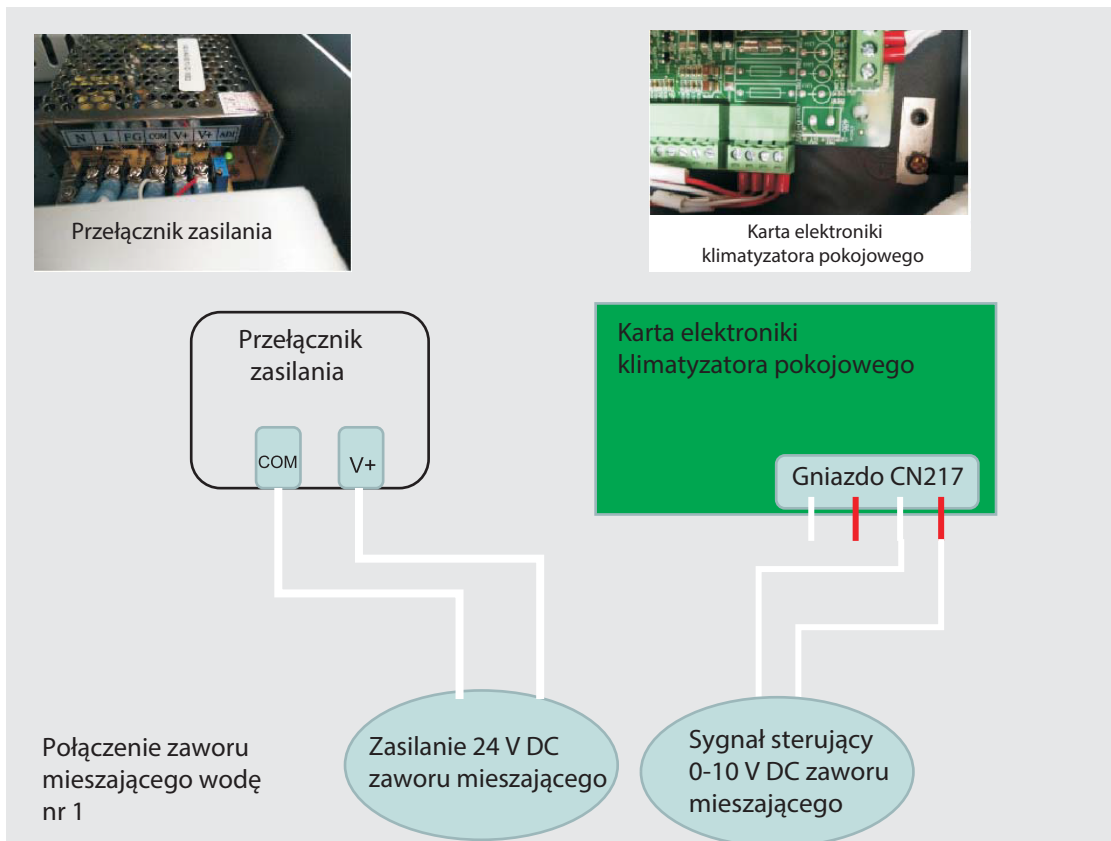 N L FG COM V+ V+ ADJ
Przełącznik zasilania
Karta elektroniki
klimatyzatora pokojowego
Przełącznik
zasilania
COM
V+
Karta elektroniki
klimatyzatora pokojowego
Gniazdo CN217
Połączenie zaworu
mieszającego wodę
nr 1
Zasilanie 24 V DC
zaworu mieszającego
Sygnał sterujący
0-10 V DC zaworu
mieszającego